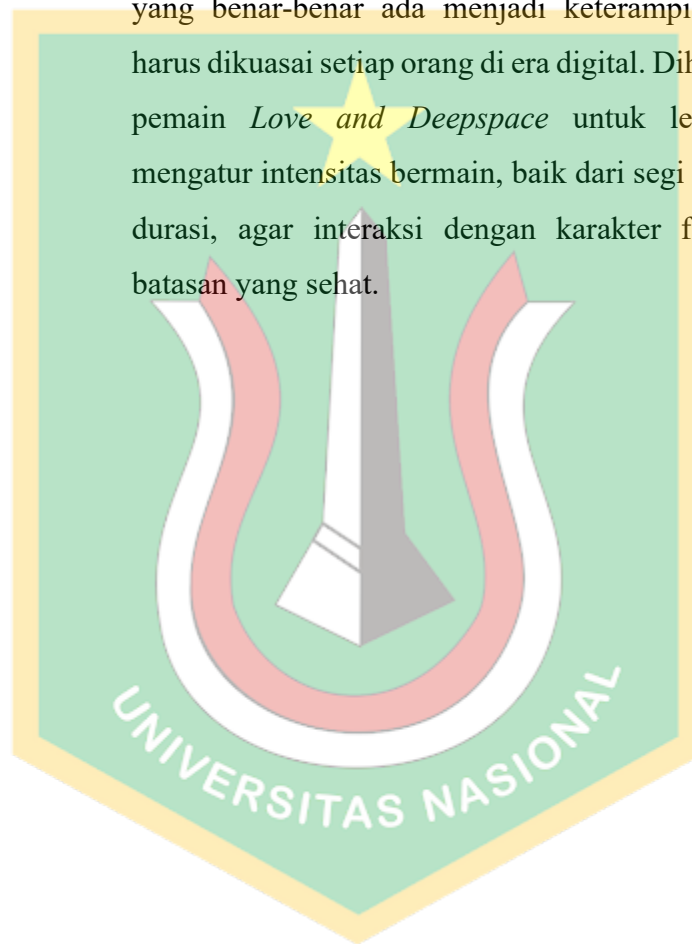 yang benar-benar ada menjadi
harus dikuasai setiap orang di era digital.
pemain Love and Deepspace untuk
mengatur intensitas bermain, baik dari segi
durasi, agar interaksi dengan karakter
batasan yang sehat.
UNIVERSITAS NASIONAL